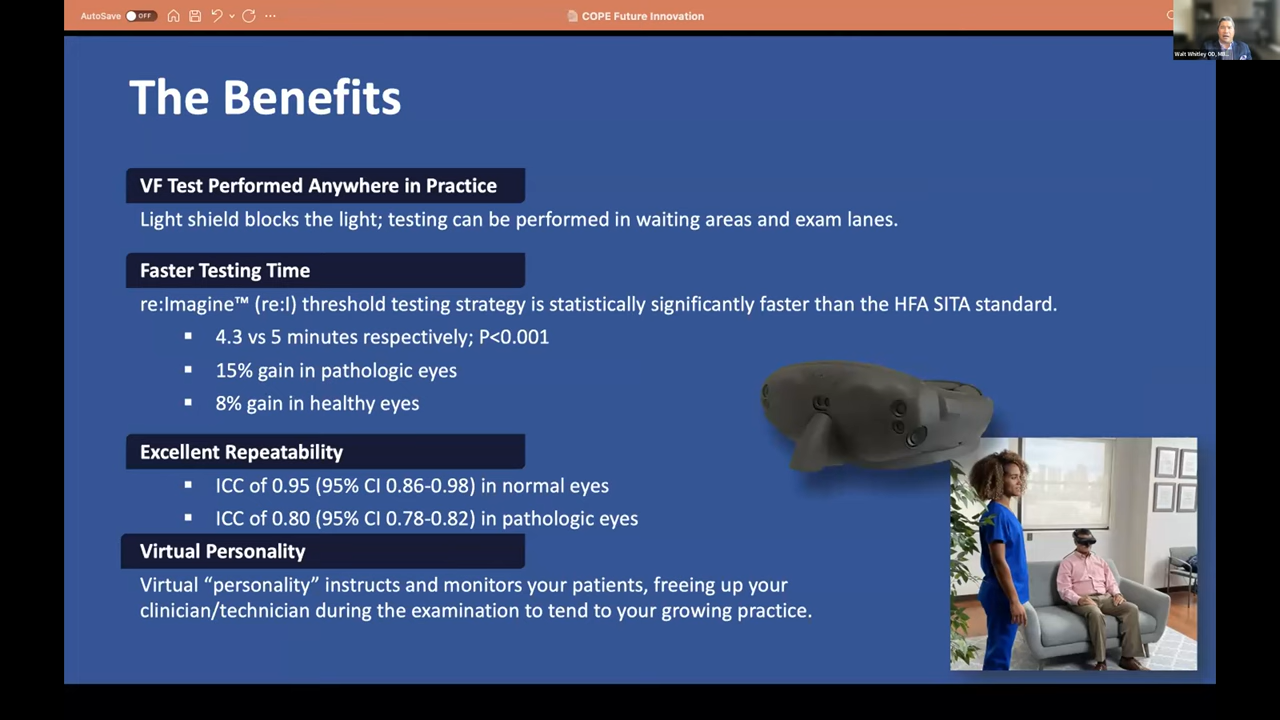 AutoSave OFF
COPE Future Innovation
Walt Whitley OD, MB...
The Benefits
VF Test Performed Anywhere in Practice
Light shield blocks the light; testing can be performed in waiting areas and exam lanes.
Faster Testing Time
re:Imagine™ (re:I) threshold testing strategy is statistically significantly faster than the HFA SITA standard.
▪ 4.3 vs 5 minutes respectively; P<0.001
▪ 15% gain in pathologic eyes
▪ 8% gain in healthy eyes
Excellent Repeatability
▪ ICC of 0.95 (95% CI 0.86-0.98) in normal eyes
▪ ICC of 0.80 (95% CI 0.78-0.82) in pathologic eyes
Virtual Personality
Virtual “personality” instructs and monitors your patients, freeing up your
clinician/technician during the examination to tend to your growing practice.